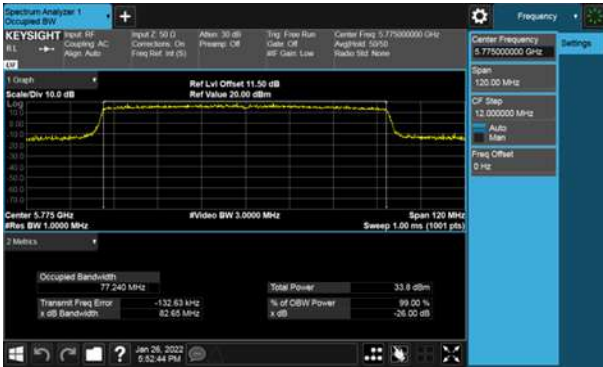 Spectrum Analyzer 1
Occupied BW
+
Frequency
KEYSIGHT
Input: RF
Coupling: AC
Align: Auto
Input Z: 50 Ω
Corrections: On
Freq Ref: Int (S)
Atten: 30 dB
Preamp: Off
Trig: Free Run
Gate: Off
#IF Gain: Low
Center Freq: 5.775000000 GHz
Avg|Hold: 50/50
Radio Std: None
Center Frequency
5.775000000 GHz
Settings
Span
120.00 MHz
CF Step
12.000000 MHz
Auto
Man
Freq Offset
0 Hz
1 Graph
Scale/Div 10.0 dB
Ref Lvl Offset 11.50 dB
Ref Value 20.00 dBm
Log
Center 5.775 GHz
#Res BW 1.0000 MHz
#Video BW 3.0000 MHz
Span 120 MHz
Sweep 1.00 ms (1001 pts)
2 Metrics
Occupied Bandwidth
77.240 MHz
Total Power
33.8 dBm
Transmit Freq Error
-132.63 kHz
% of OBW Power
99.00 %
x dB Bandwidth
82.65 MHz
x dB
-26.00 dB
?
Jan 26, 2022
5:52:44 PM